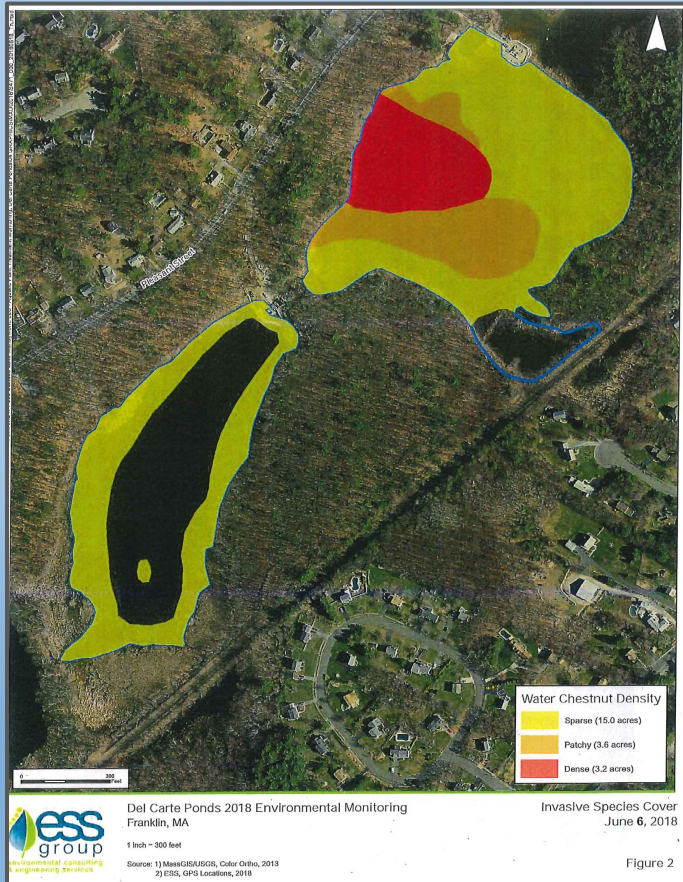 Pleasant Street
Water Chestnut Density
Sparse (15.0 acres)
Patchy (3.6 acres)
Dense (3.2 acres)
0 300
Feet
ess
group
environmental consulting
& engineering services
Del Carte Ponds 2018 Environmental Monitoring
Franklin, MA
1 inch = 300 feet
Source: 1) MassGIS/USGS, Color Ortho, 2013
2) ESS, GPS Locations, 2018
Invasive Species Cover
June 6, 2018
Figure 2